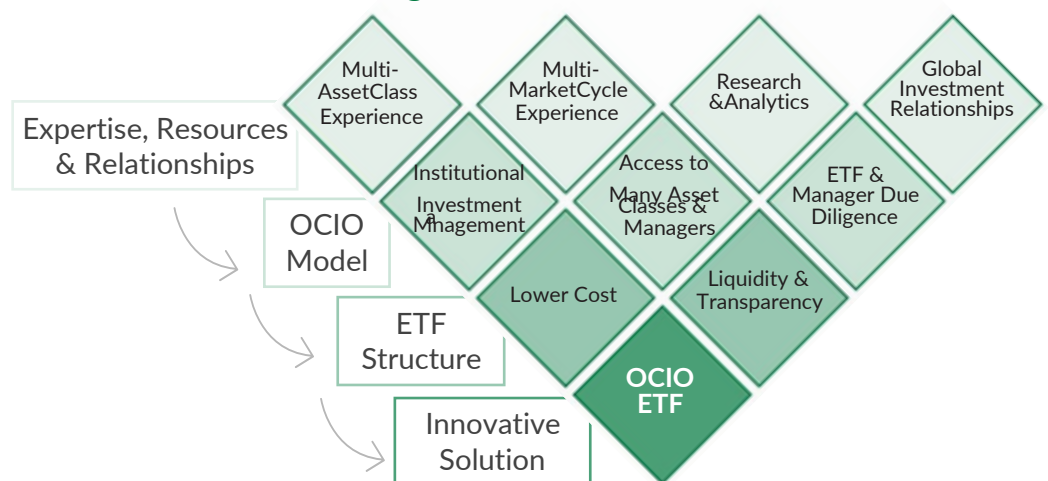 Multi-
AssetClass
Experience
Multi-
MarketCycle
Experience
Research
&Analytics
Global
Investment
Relationships
Expertise, Resources
& Relationships
Institutional
Investment
Management
Access to
Many Asset
Classes &
Managers
ETF &
Manager Due
Diligence
OCIO
Model
Lower Cost
Liquidity &
Transparency
ETF
Structure
OCIO
ETF
Innovative
Solution